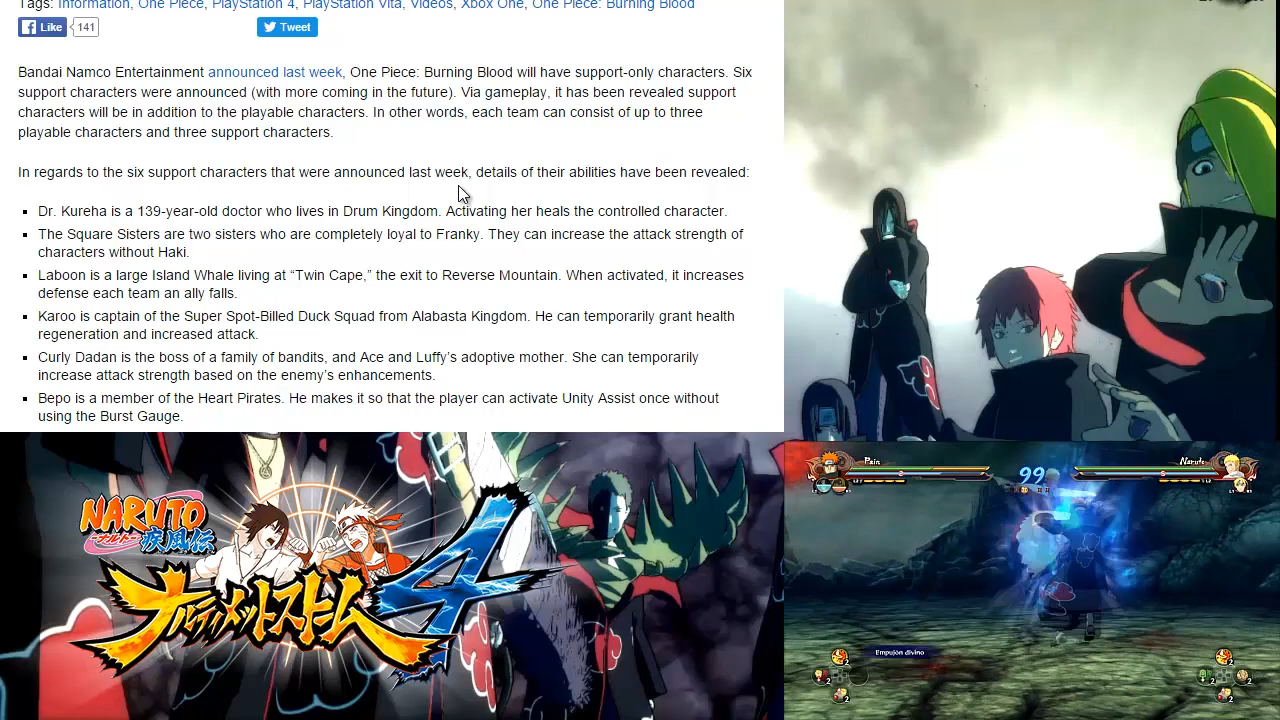 Tags: Information, One Piece, PlayStation 4, PlayStation Vita, Videos, Xbox One, One Piece: Burning Blood
Like 141 Tweet
Bandai Namco Entertainment announced last week, One Piece: Burning Blood will have support-only characters. Six
support characters were announced (with more coming in the future). Via gameplay, it has been revealed support
characters will be in addition to the playable characters. In other words, each team can consist of up to three
playable characters and three support characters.
In regards to the six support characters that were announced last week, details of their abilities have been revealed:
Dr. Kureha is a 139-year-old doctor who lives in Drum Kingdom. Activating her heals the controlled character.
The Square Sisters are two sisters who are completely loyal to Franky. They can increase the attack strength of
characters without Haki.
Laboon is a large Island Whale living at “Twin Cape,” the exit to Reverse Mountain. When activated, it increases
defense each team an ally falls.
Karoo is captain of the Super Spot-Billed Duck Squad from Alabasta Kingdom. He can temporarily grant health
regeneration and increased attack.
Curly Dadan is the boss of a family of bandits, and Ace and Luffy’s adoptive mother. She can temporarily
increase attack strength based on the enemy’s enhancements.
Bepo is a member of the Heart Pirates. He makes it so that the player can activate Unity Assist once without
using the Burst Gauge.
NARUTO
-ナルト- 疾風伝
ナルティメットストーム4
Pain 99 Naruto
Empujón divino
2 2
2 2
2 2